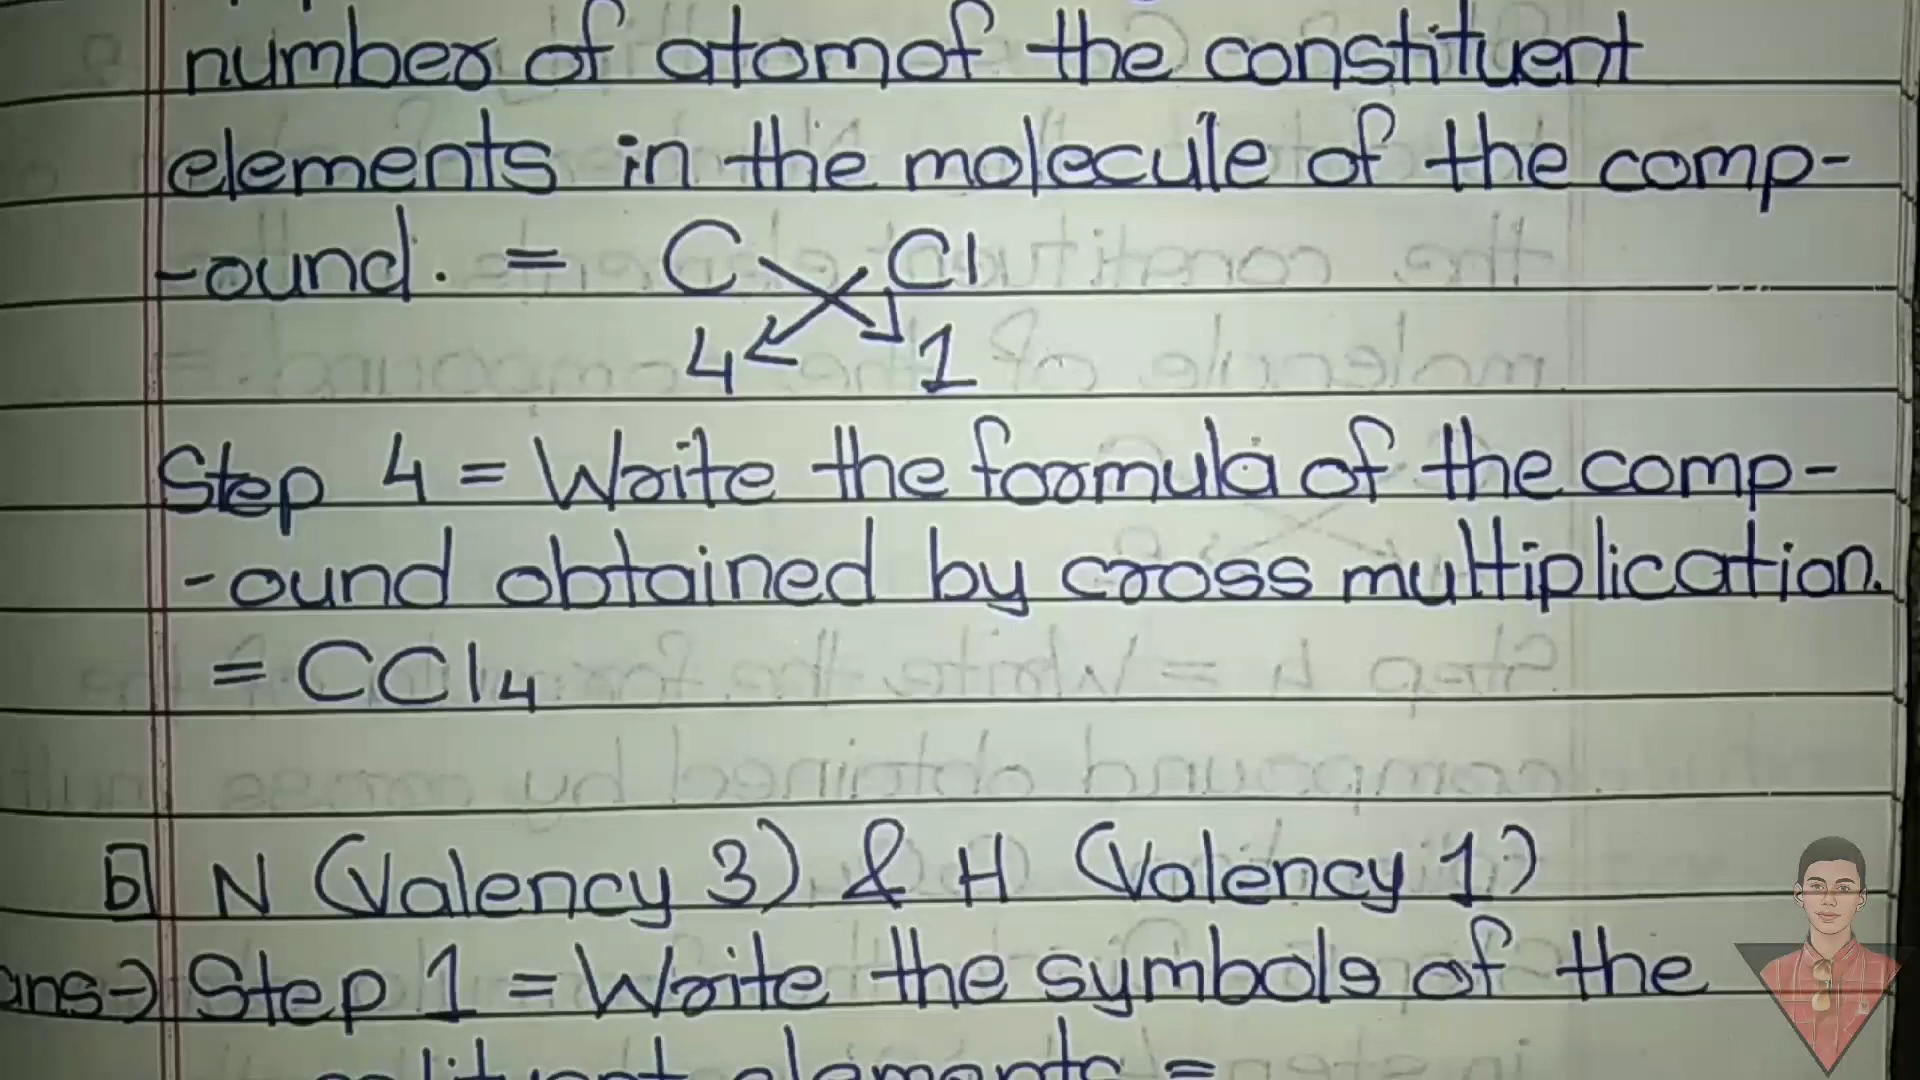 number of atomof the constituent
elements in the molecule of the comp-
-ound. = C Cl
4 1
Step 4 = Write the formula of the comp-
-ound obtained by cross multiplication.
= CCl4
b] N (Valency 3) & H (Valency 1)
ans→ Step 1 = Write the symbols of the
elements =